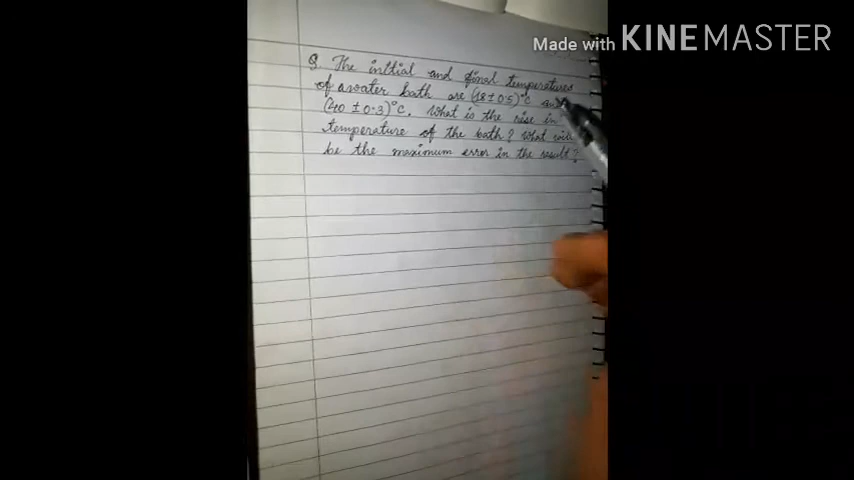 Made with KINEMASTER
Q The initial and final temperatures
of a water bath are (18 ± 0.5)°C and
(40 ± 0.3)°C. What is the rise in
temperature of the bath? What will
be the maximum error in the result?